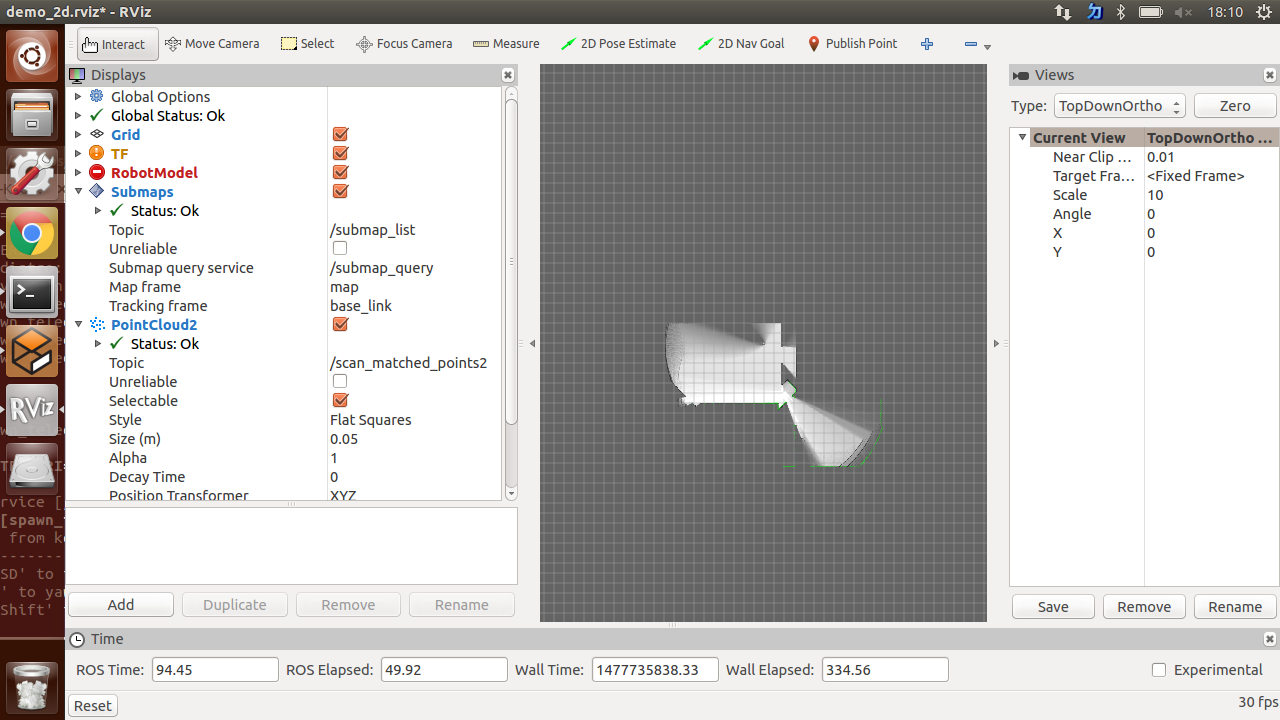 demo_2d.rviz* - RViz
18:10
Interact Move Camera Select Focus Camera Measure 2D Pose Estimate 2D Nav Goal Publish Point
Displays
Global Options
Global Status: Ok
Grid
TF
RobotModel
Submaps
Status: Ok
Topic /submap_list
Unreliable
Submap query service /submap_query
Map frame map
Tracking frame base_link
PointCloud2
Status: Ok
Topic /scan_matched_points2
Unreliable
Selectable
Style Flat Squares
Size (m) 0.05
Alpha 1
Decay Time 0
Position Transformer XYZ
Add Duplicate Remove Rename
Views
Type: TopDownOrtho Zero
Current View TopDownOrtho ...
Near Clip ... 0.01
Target Fra... <Fixed Frame>
Scale 10
Angle 0
X 0
Y 0
Save Remove Rename
RViz
rvice [
[spawn_
from k
SD' to
' to ya
Shift'
Time
ROS Time: 94.45 ROS Elapsed: 49.92 Wall Time: 1477735838.33 Wall Elapsed: 334.56 Experimental
Reset 30 fps